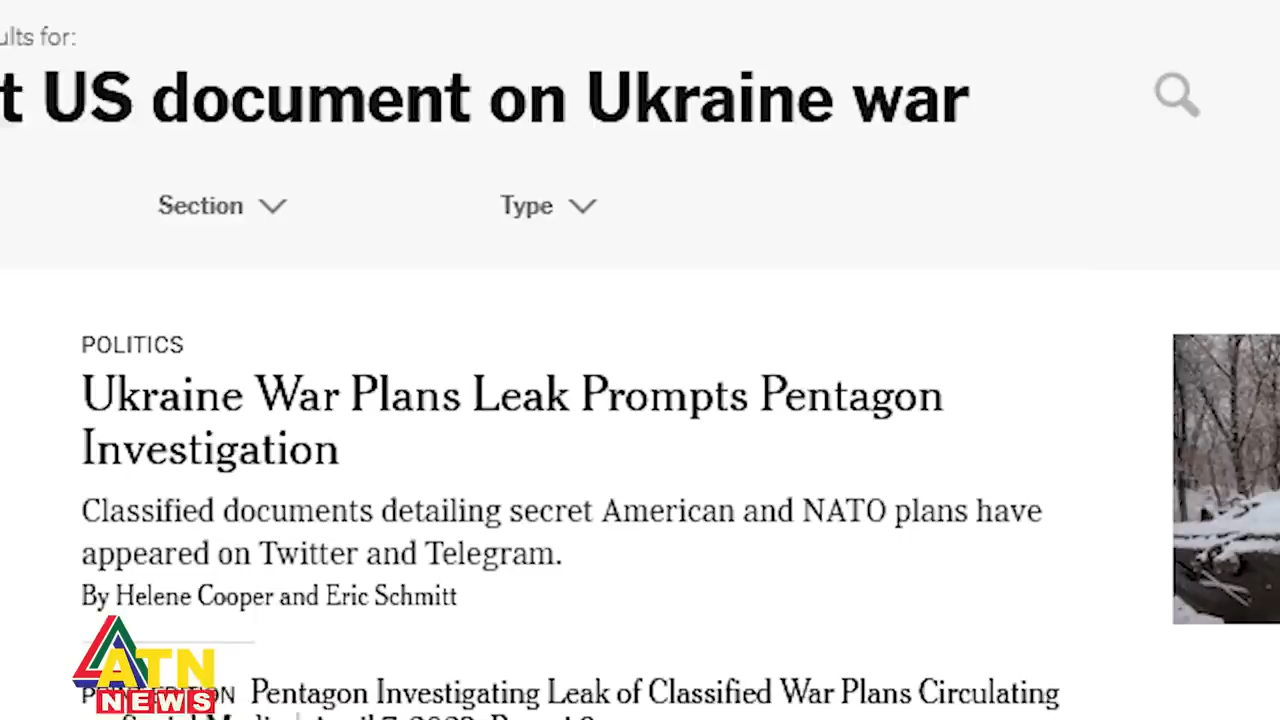 ults for:
t US document on Ukraine war
Section
Type
POLITICS
Ukraine War Plans Leak Prompts Pentagon
Investigation
Classified documents detailing secret American and NATO plans have
appeared on Twitter and Telegram.
By Helene Cooper and Eric Schmitt
ATN
NEWS
Pentagon Investigating Leak of Classified War Plans Circulating